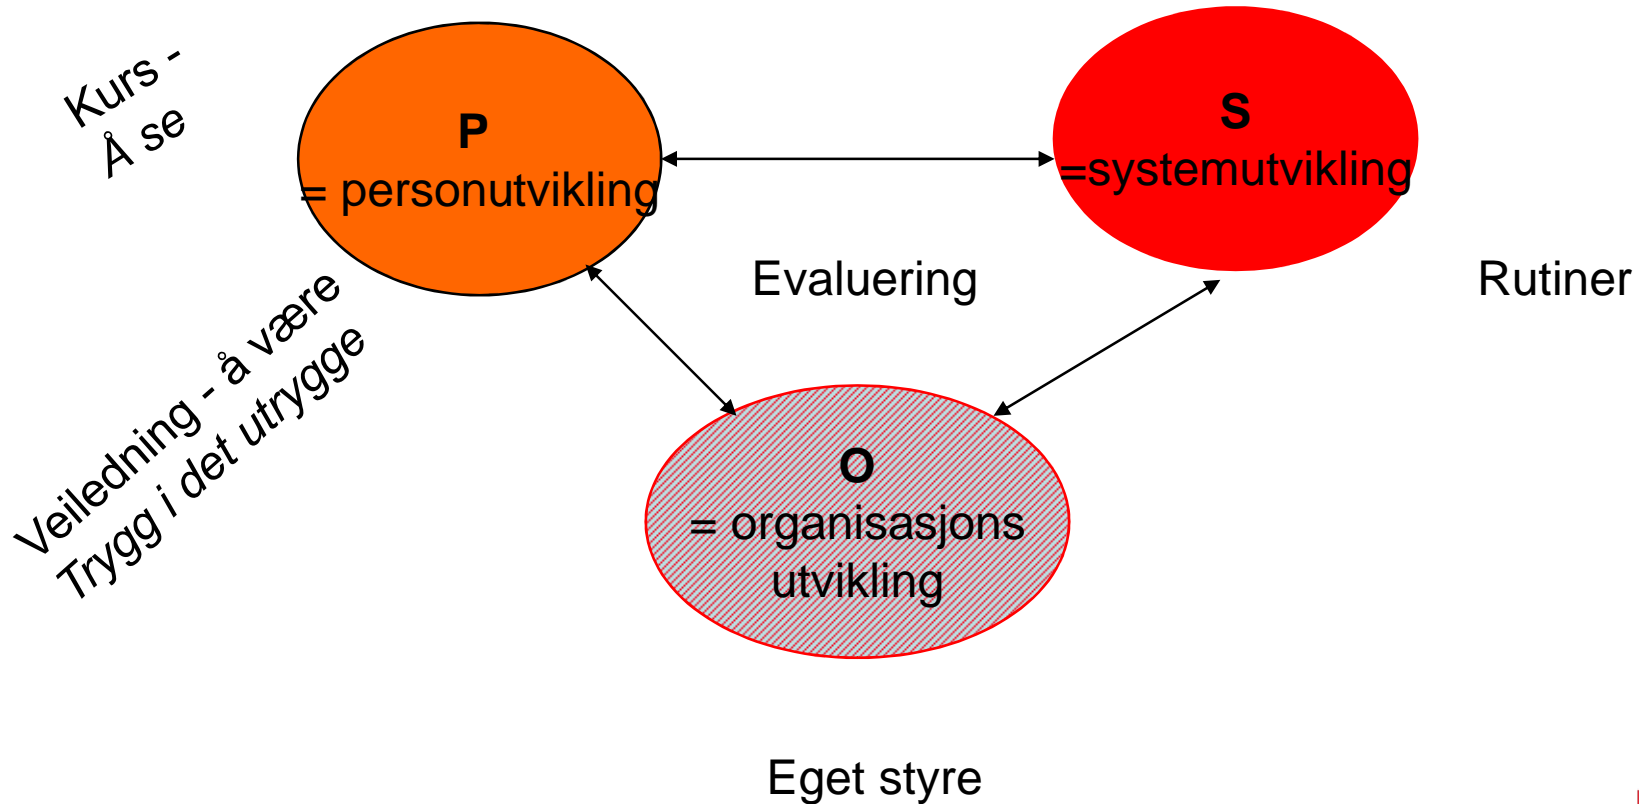 Kurs -
Å se
P
= personutvikling
S
=systemutvikling
Evaluering
Rutiner
Veiledning - å være
Trygg i det utrygge
O
= organisasjons
utvikling
Eget styre